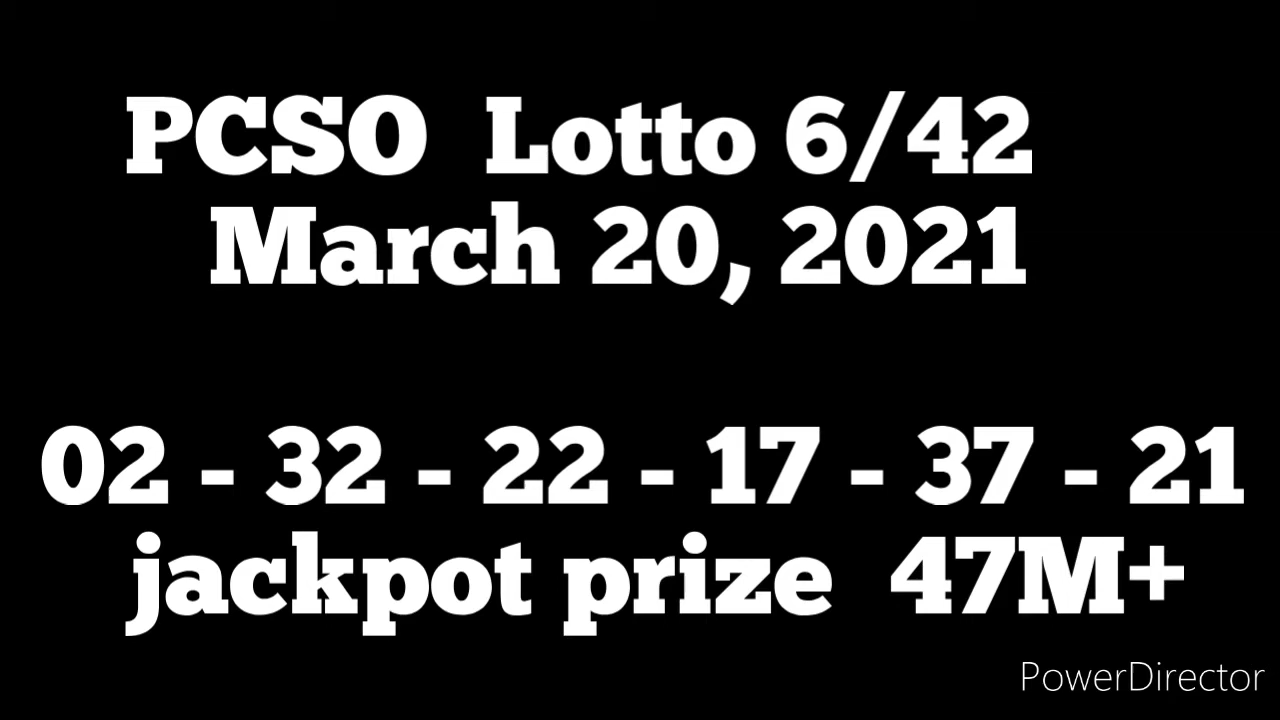 PCSO Lotto 6/42
March 20, 2021
02 - 32 - 22 - 17 - 37 - 21
jackpot prize 47M+
PowerDirector